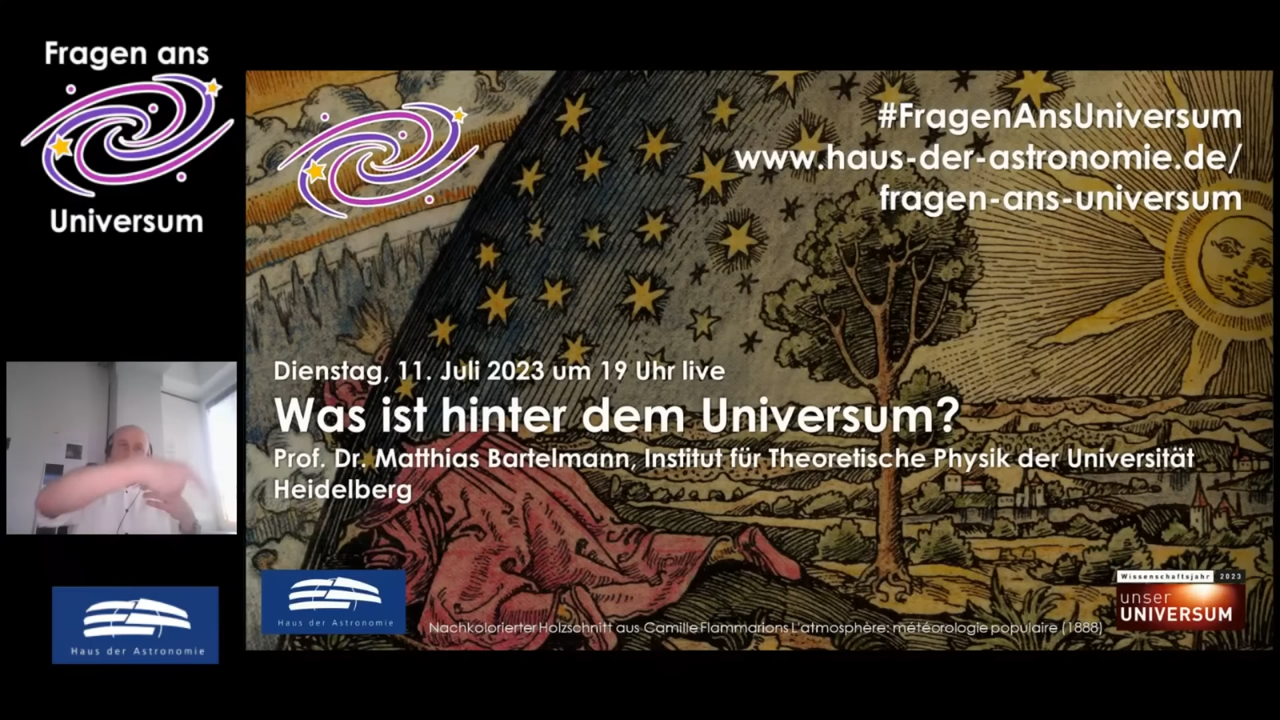 Fragen ans
Universum
#FragenAnsUniversum
www.haus-der-astronomie.de/
fragen-ans-universum
Dienstag, 11. Juli 2023 um 19 Uhr live
Was ist hinter dem Universum?
Prof. Dr. Matthias Bartelmann, Institut für Theoretische Physik der Universität
Heidelberg
Haus der Astronomie
Haus der Astronomie
Nachkolorierter Holzschnitt aus Camille Flammarions L'atmosphère: météorologie populaire (1888)
Wissenschaftsjahr 2023
unser
UNIVERSUM